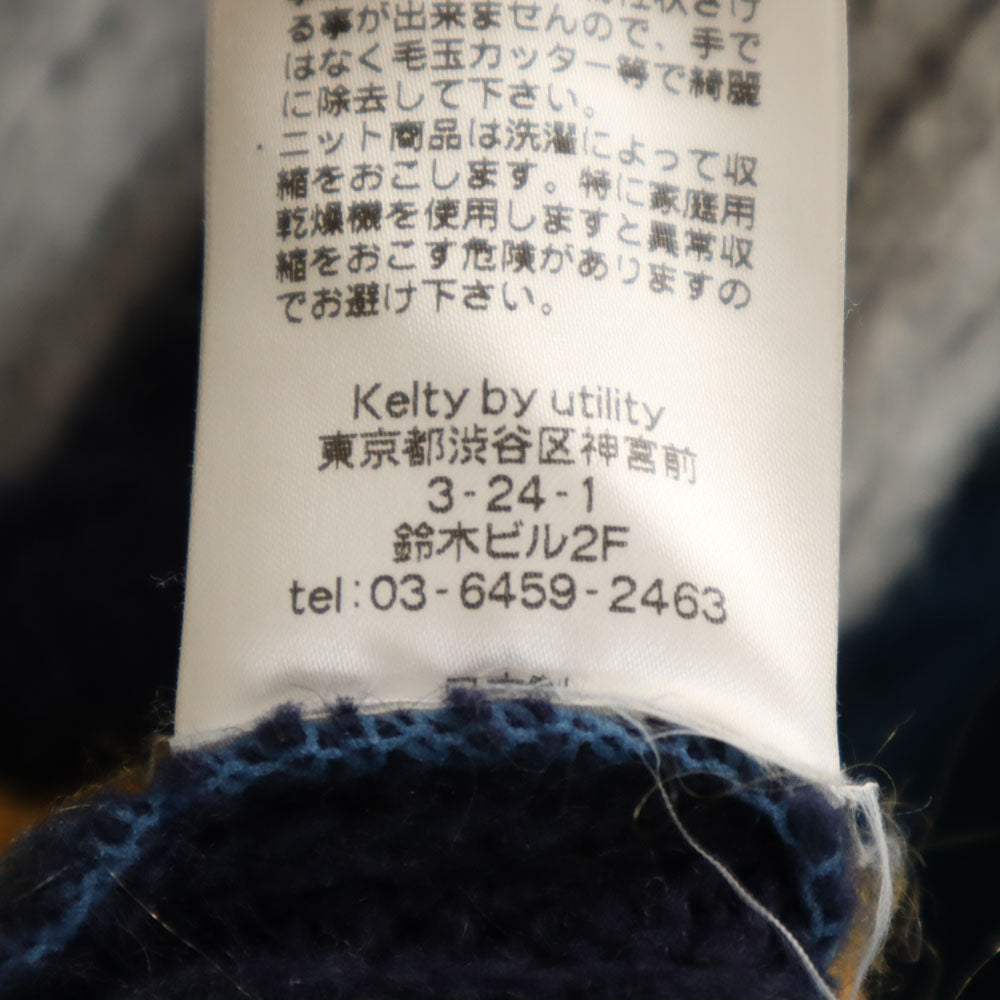 る事が出来ませんので、手で
はなく毛玉カッター等で綺麗
に除去して下さい。
ニット商品は洗濯によって収
縮をおこします。特に家庭用
乾燥機を使用しますと異常収
縮をおこす危険がありますの
でお避け下さい。
Kelty by utility
東京都渋谷区神宮前
3-24-1
鈴木ビル2F
tel:03-6459-2463